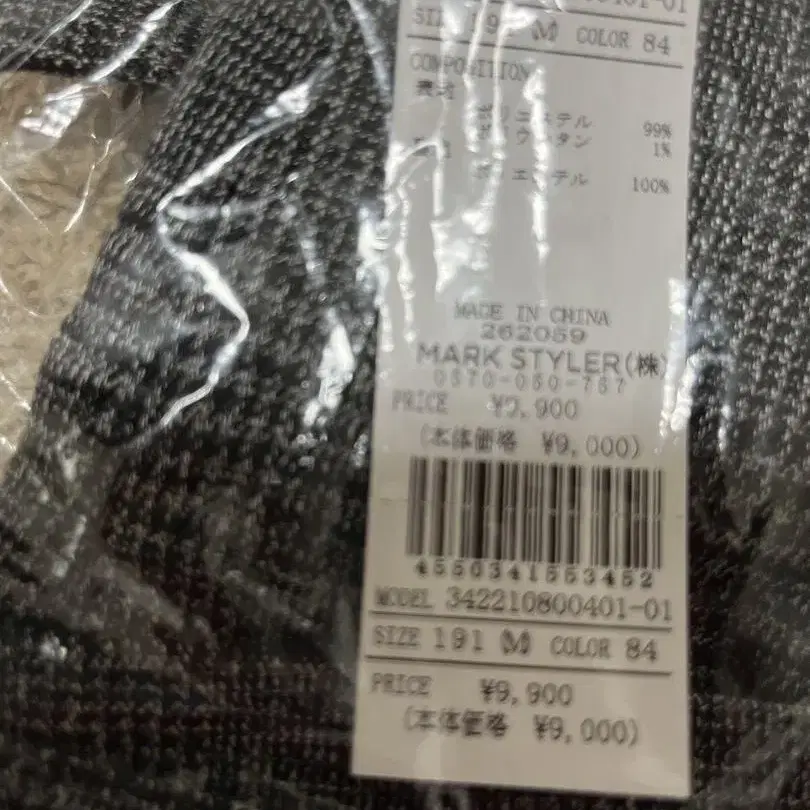 SIZE 191 M COLOR 84
COMPOSITION
ポリエステル 99%
ポリウレタン 1%
ポリエステル 100%
MADE IN CHINA
262059
MARK STYLER(株)
PRICE ¥9,900
(本体価格 ¥9,000)
4550341553452
MODEL 342210800401-01
SIZE 191 M COLOR 84
PRICE ¥9,900
(本体価格 ¥9,000)